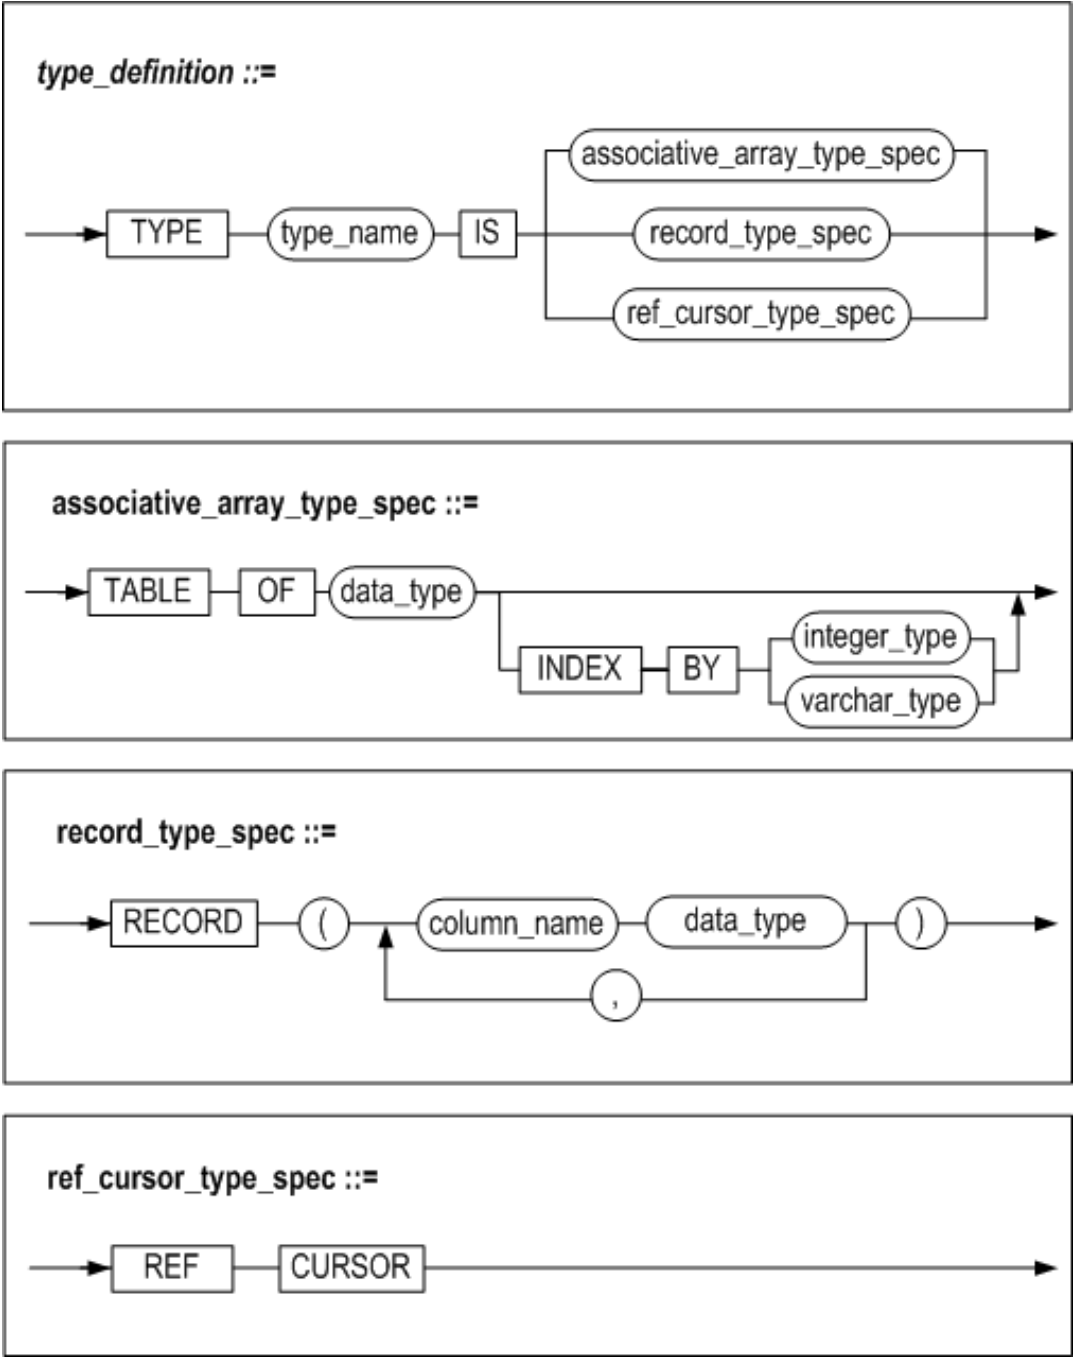 type_definition ::=
associative_array_type_spec
TYPE type_name IS record_type_spec
ref_cursor_type_spec
associative_array_type_spec ::=
TABLE OF data_type
INDEX BY integer_type
varchar_type
record_type_spec ::=
RECORD ( column_name data_type )
,
ref_cursor_type_spec ::=
REF CURSOR